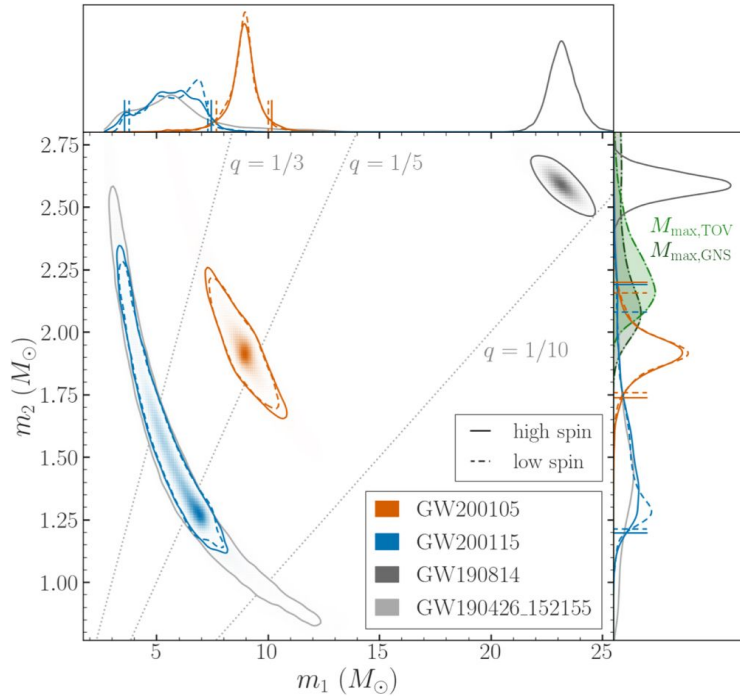 2.75
2.50
2.25
2.00
1.75
1.50
1.25
1.00
m₂ (M⊙)
q = 1/3
q = 1/5
q = 1/10
M_max,TOV
M_max,GNS
high spin
low spin
GW200105
GW200115
GW190814
GW190426_152155
5 10 15 20 25
m₁ (M⊙)